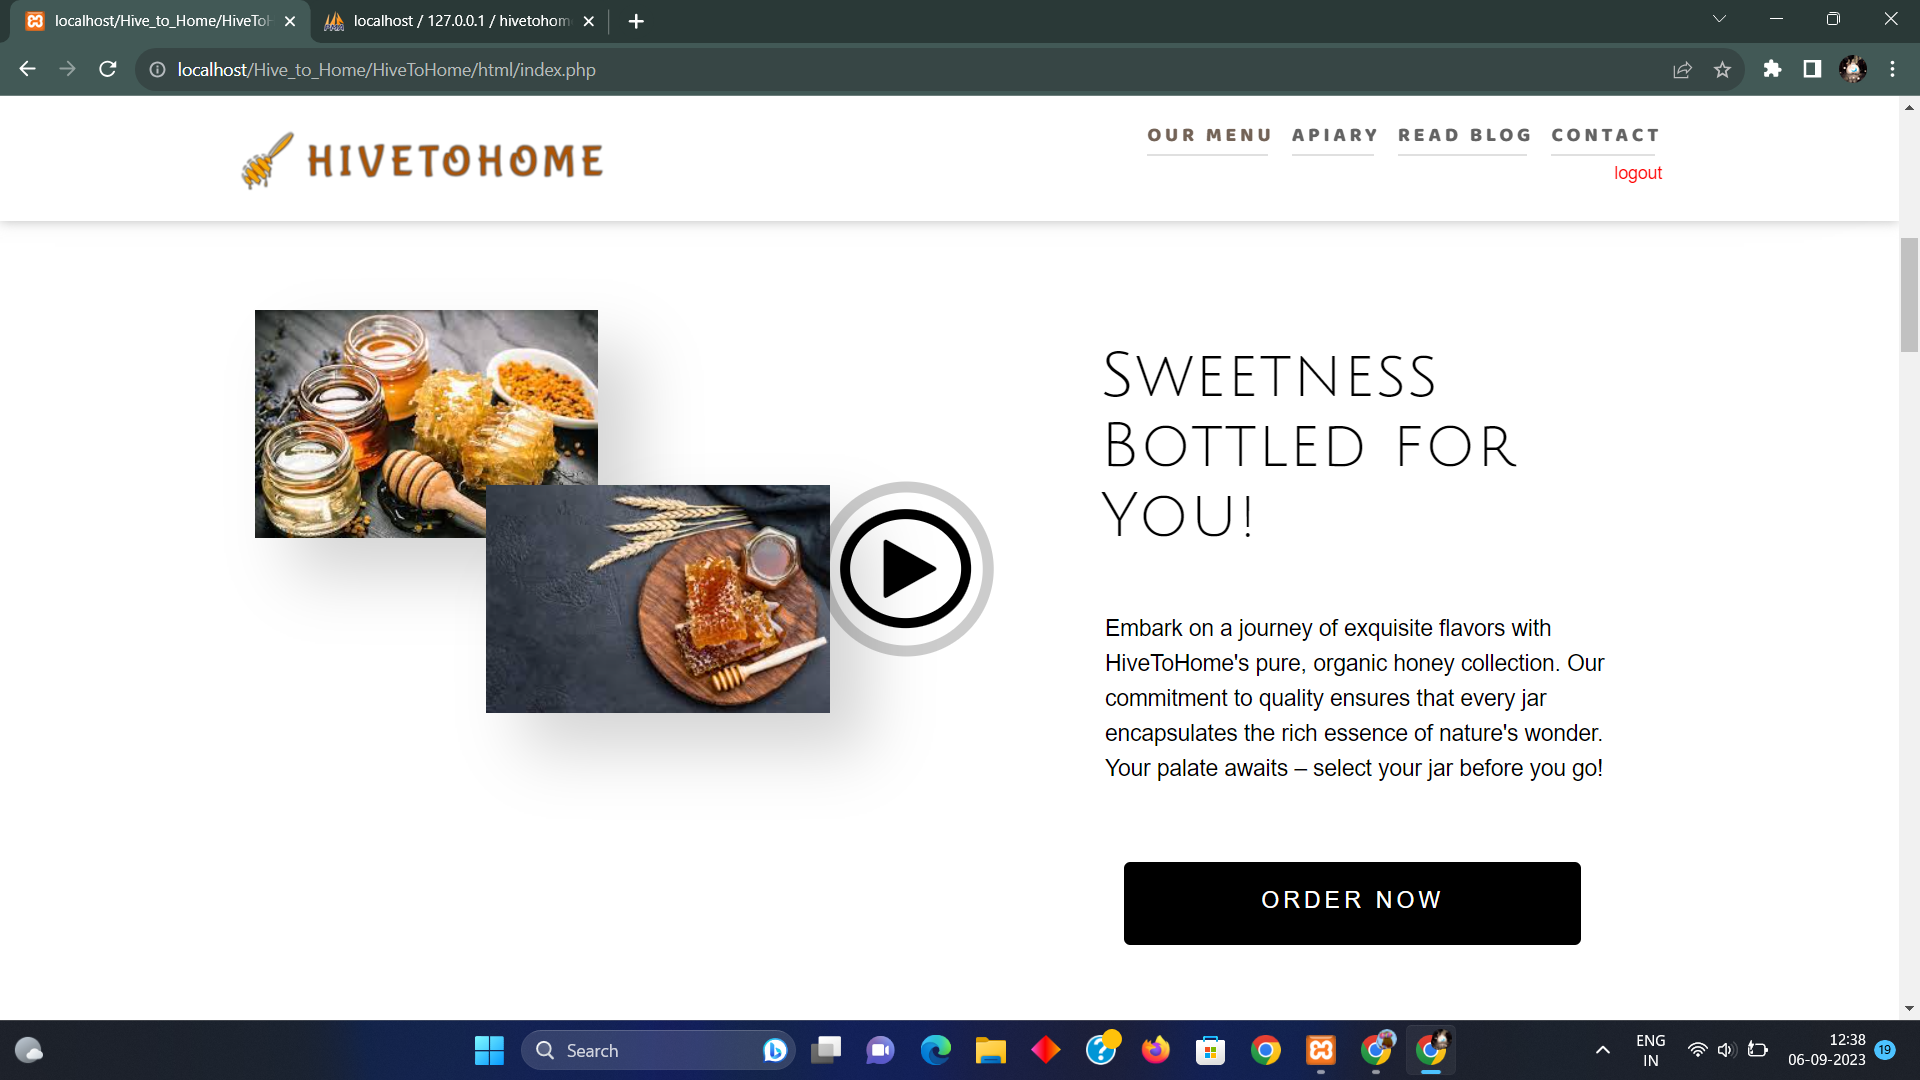 localhost/Hive_to_Home/HiveToH
localhost / 127.0.0.1 / hivetohome
localhost/Hive_to_Home/HiveToHome/html/index.php
HIVETOHOME
OUR MENU APIARY READ BLOG CONTACT
logout
SWEETNESS
BOTTLED FOR
YOU!
Embark on a journey of exquisite flavors with
HiveToHome's pure, organic honey collection. Our
commitment to quality ensures that every jar
encapsulates the rich essence of nature's wonder.
Your palate awaits – select your jar before you go!
ORDER NOW
Search
ENG
IN
12:38
06-09-2023
19